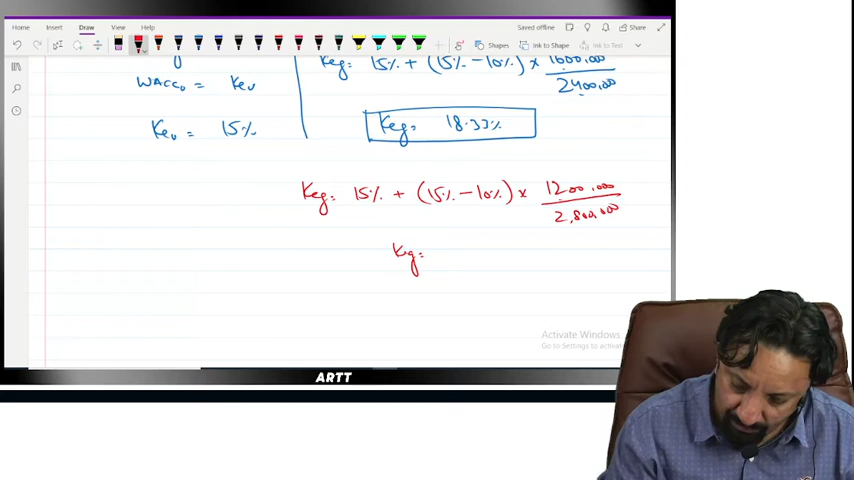 Home Insert Draw View Help Saved offline Share
Shapes Ink to Shape Ink to Text
Keg: 15% + (15% - 10%) × 1600,000 / 2400,000
WACC₀ = Keᵤ
Keᵤ = 15%
Keg: 18.33%
Keg: 15% + (15% - 10%) × 1200,000 / 2,800,000
Keg:
Activate Windows
Go to Settings to activate
ARTT